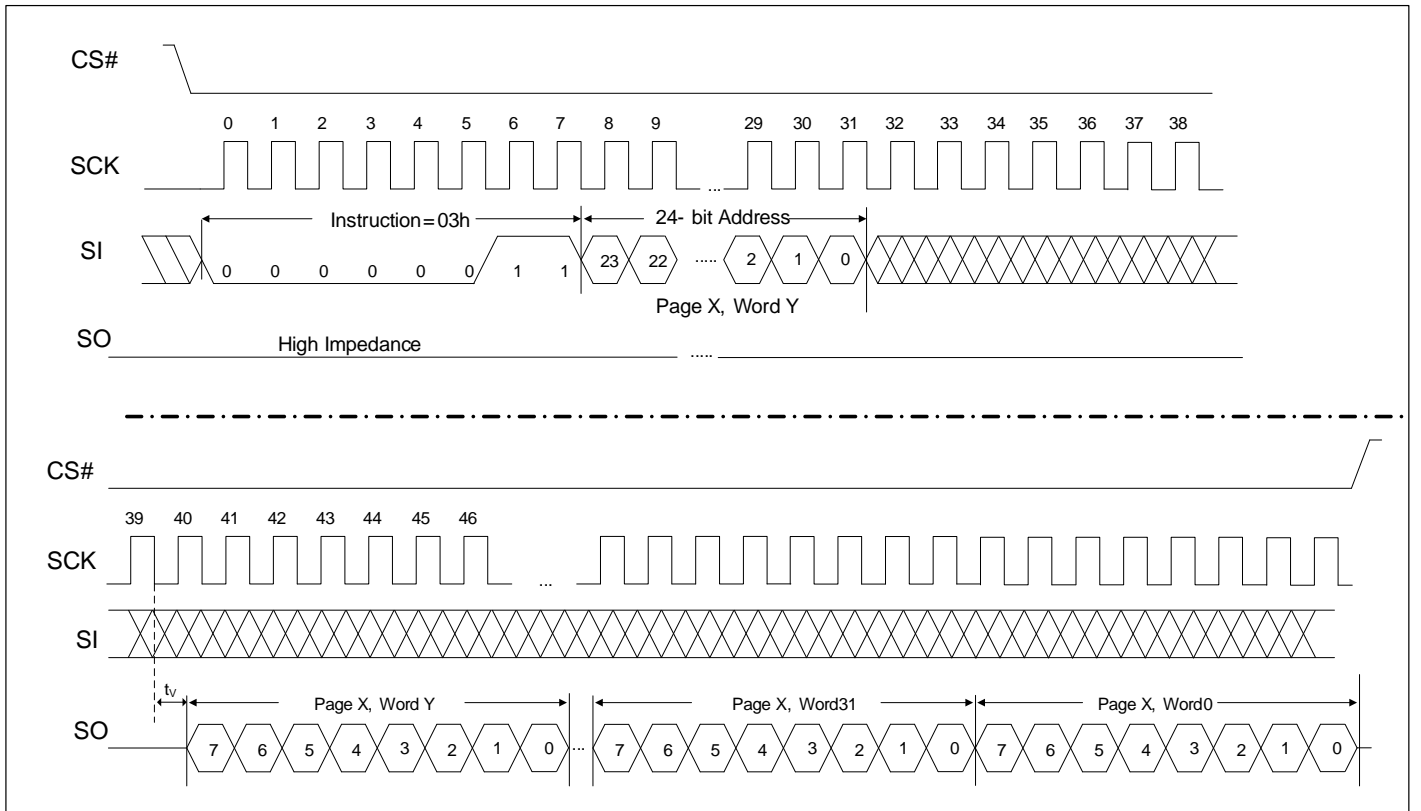 CS#
0 1 2 3 4 5 6 7 8 9 29 30 31 32 33 34 35 36 37 38
SCK
...
Instruction=03h
24- bit Address
SI
0 0 0 0 0 0 1 1 23 22 ..... 2 1 0
Page X, Word Y
SO
High Impedance
.....
CS#
39 40 41 42 43 44 45 46
SCK
...
SI
tV
Page X, Word Y
Page X, Word31
Page X, Word0
SO
7 6 5 4 3 2 1 0 ... 7 6 5 4 3 2 1 0 7 6 5 4 3 2 1 0